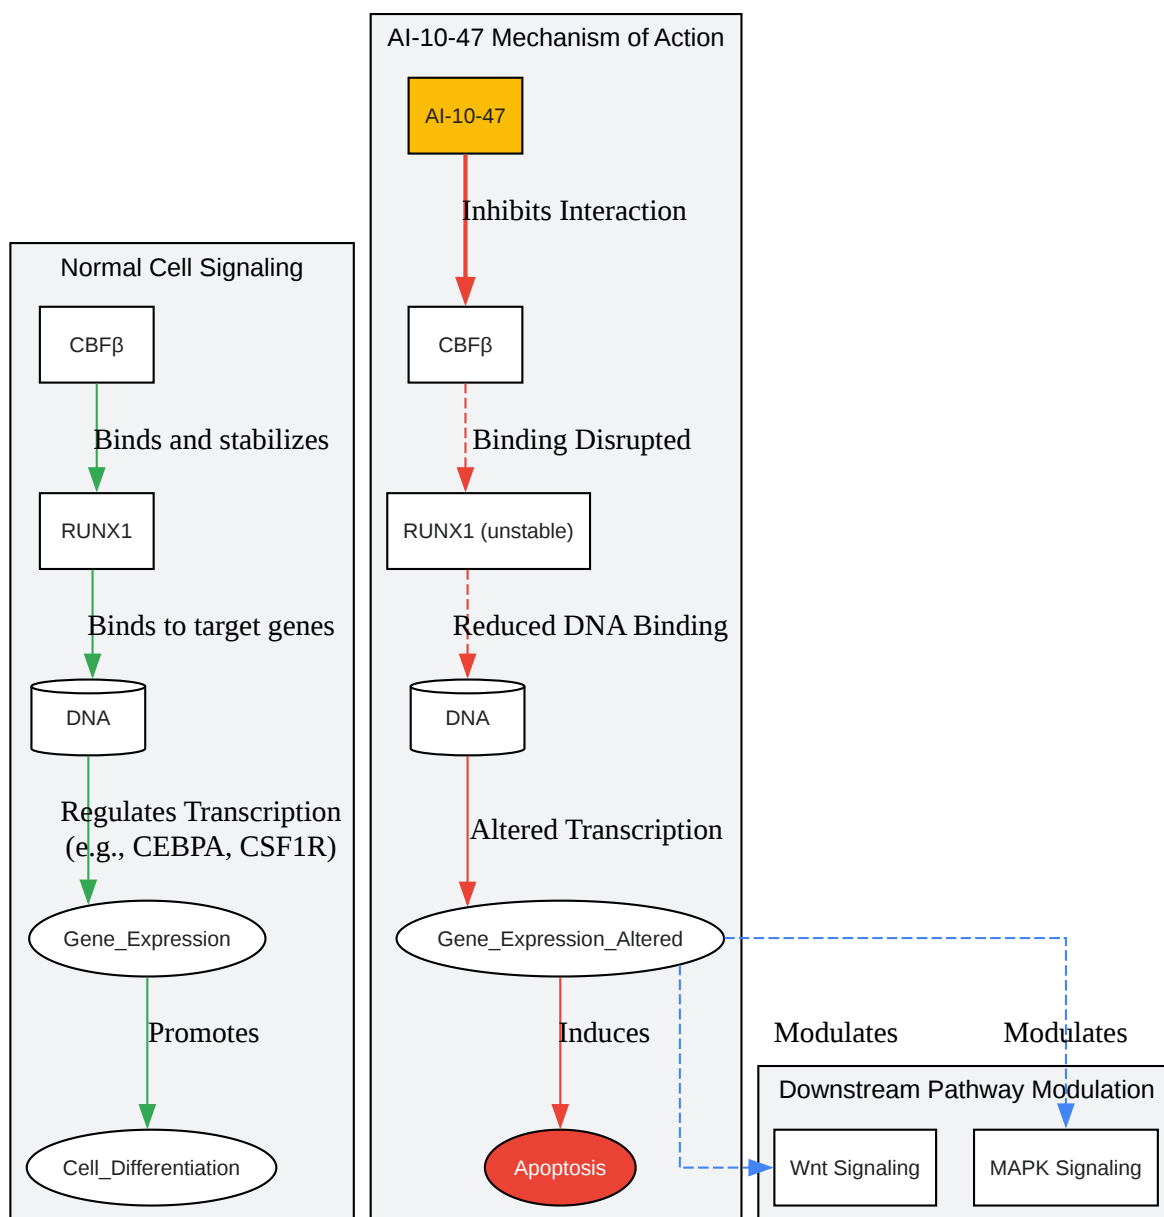 AI-10-47 Mechanism of Action
AI-10-47
Inhibits Interaction
CBFβ
Binding Disrupted
RUNX1 (unstable)
Reduced DNA Binding
DNA
Altered Transcription
Gene_Expression_Altered
Induces
Apoptosis
Normal Cell Signaling
CBFβ
Binds and stabilizes
RUNX1
Binds to target genes
DNA
Regulates Transcription
(e.g., CEBPA, CSF1R)
Gene_Expression
Promotes
Cell_Differentiation
Modulates
Modulates
Downstream Pathway Modulation
Wnt Signaling
MAPK Signaling